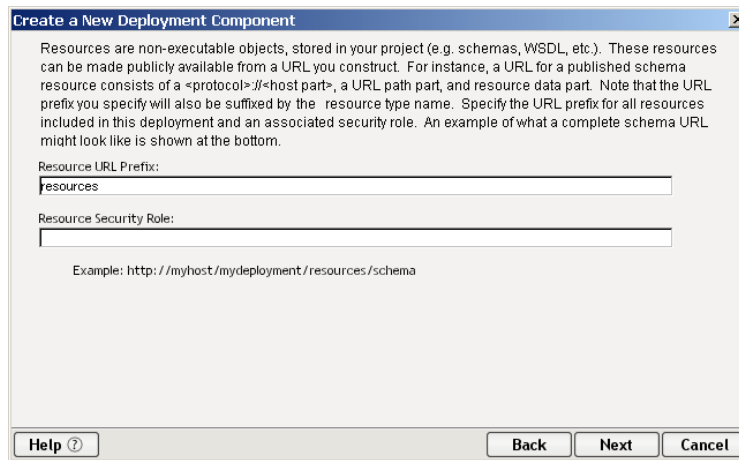 Create a New Deployment Component
Resources are non-executable objects, stored in your project (e.g. schemas, WSDL, etc.). These resources
can be made publicly available from a URL you construct. For instance, a URL for a published schema
resource consists of a <protocol>://<host part>, a URL path part, and resource data part. Note that the URL
prefix you specify will also be suffixed by the resource type name. Specify the URL prefix for all resources
included in this deployment and an associated security role. An example of what a complete schema URL
might look like is shown at the bottom.
Resource URL Prefix:
resources
Resource Security Role:
Example: http://myhost/mydeployment/resources/schema
Help ?
Back
Next
Cancel